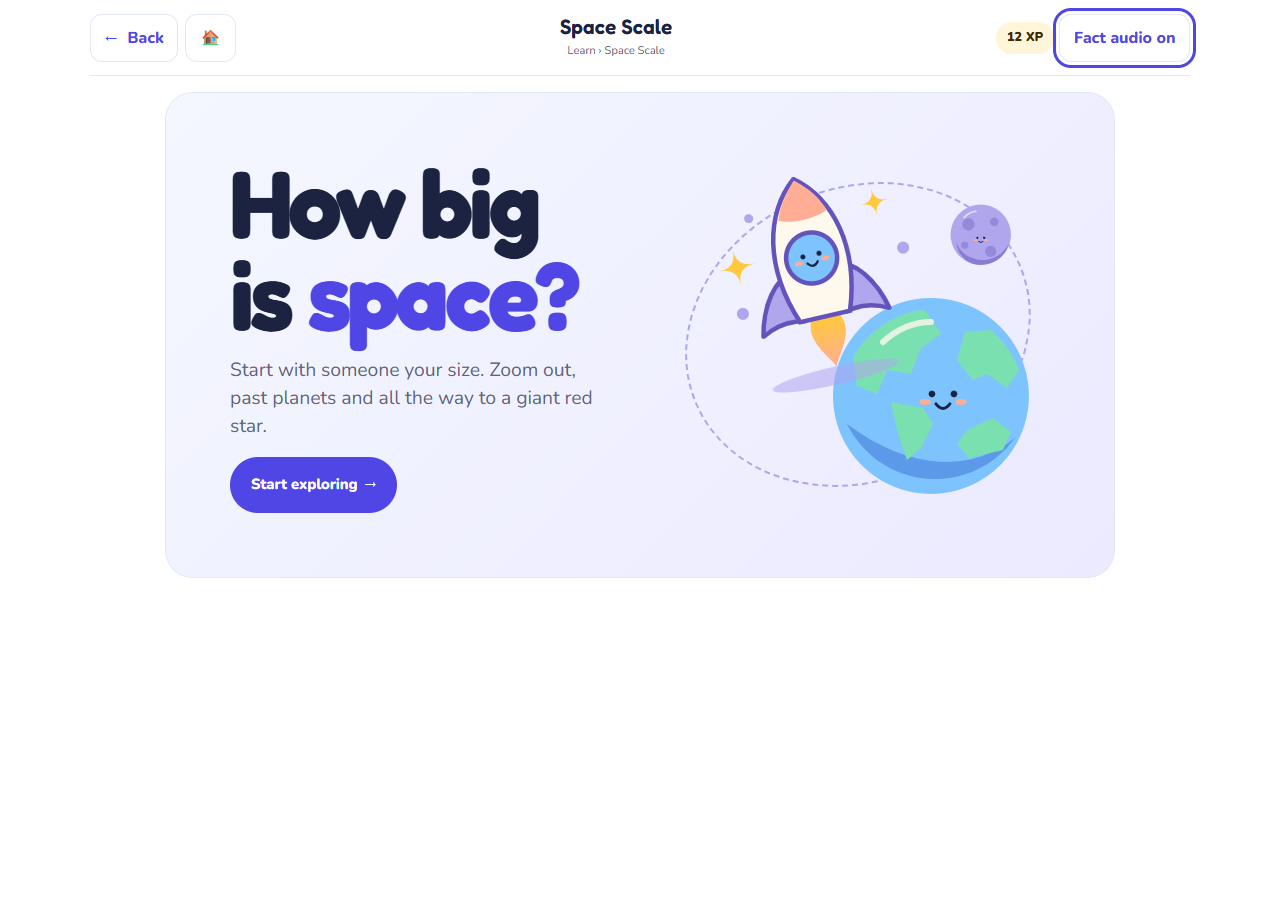 ← Back
Space Scale
Learn › Space Scale
12 XP
Fact audio on
How big
is space?
Start with someone your size. Zoom out,
past planets and all the way to a giant red
star.
Start exploring →